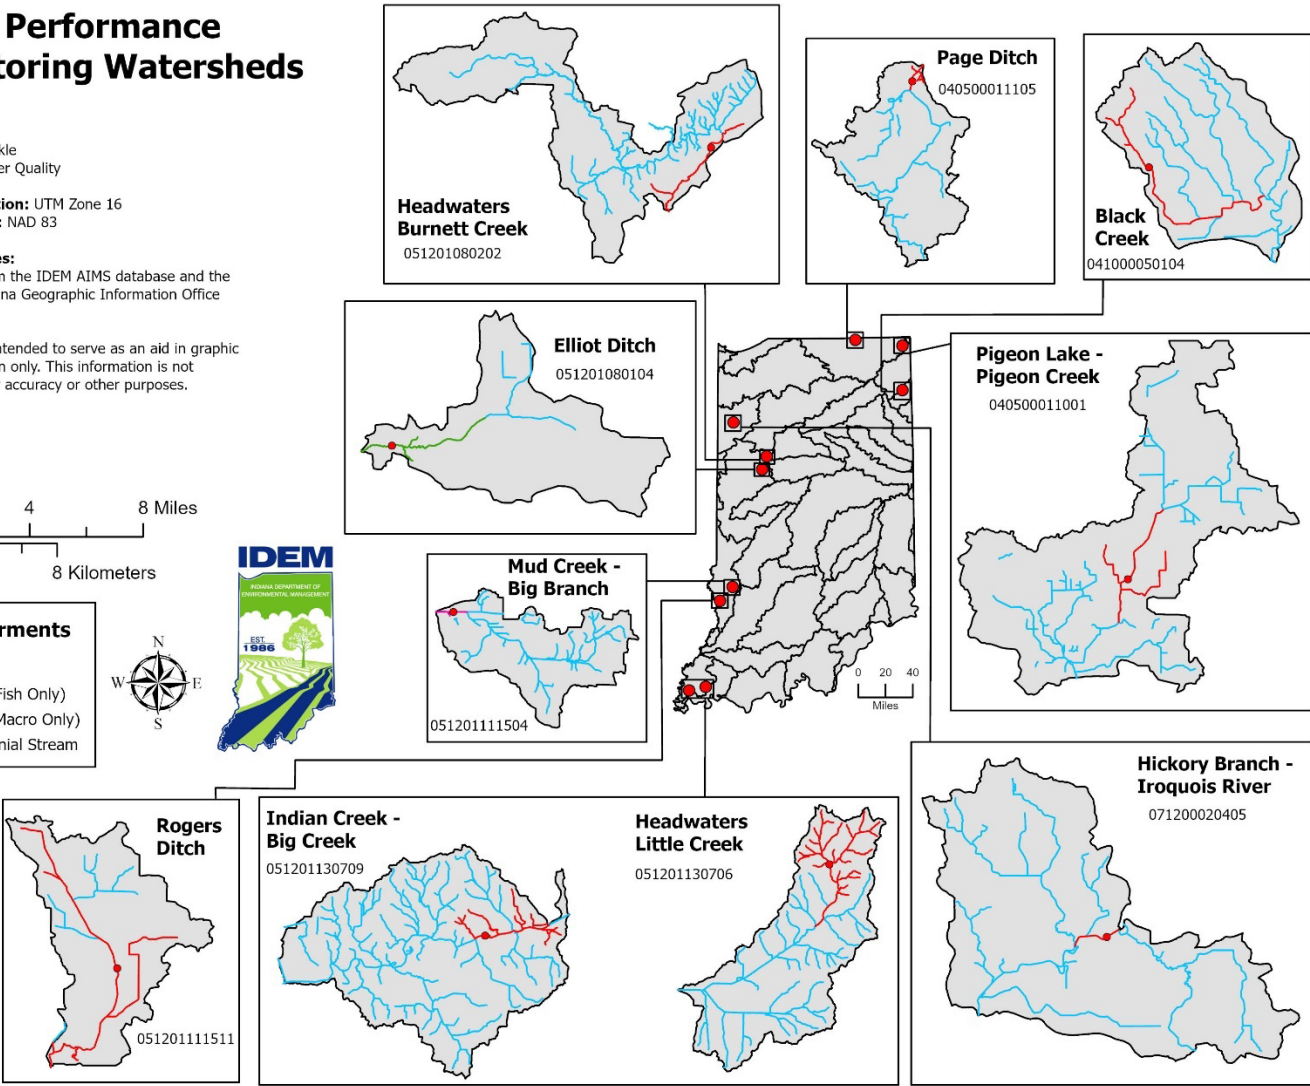 Performance
toring Watersheds
kle
er Quality
tion: UTM Zone 16
: NAD 83
es:
m the IDEM AIMS database and the
na Geographic Information Office
ntended to serve as an aid in graphic
n only. This information is not
accuracy or other purposes.
4
8 Miles
8 Kilometers
rments
Fish Only)
Macro Only)
nial Stream
N
W
E
S
IDEM
INDIANA DEPARTMENT OF
ENVIRONMENTAL MANAGEMENT
EST.
1986
Headwaters
Burnett Creek
051201080202
Page Ditch
040500011105
Black
Creek
041000050104
Elliot Ditch
051201080104
Pigeon Lake -
Pigeon Creek
040500011001
Mud Creek -
Big Branch
051201111504
0 20 40
Miles
Rogers
Ditch
051201111511
Indian Creek -
Big Creek
051201130709
Headwaters
Little Creek
051201130706
Hickory Branch -
Iroquois River
071200020405